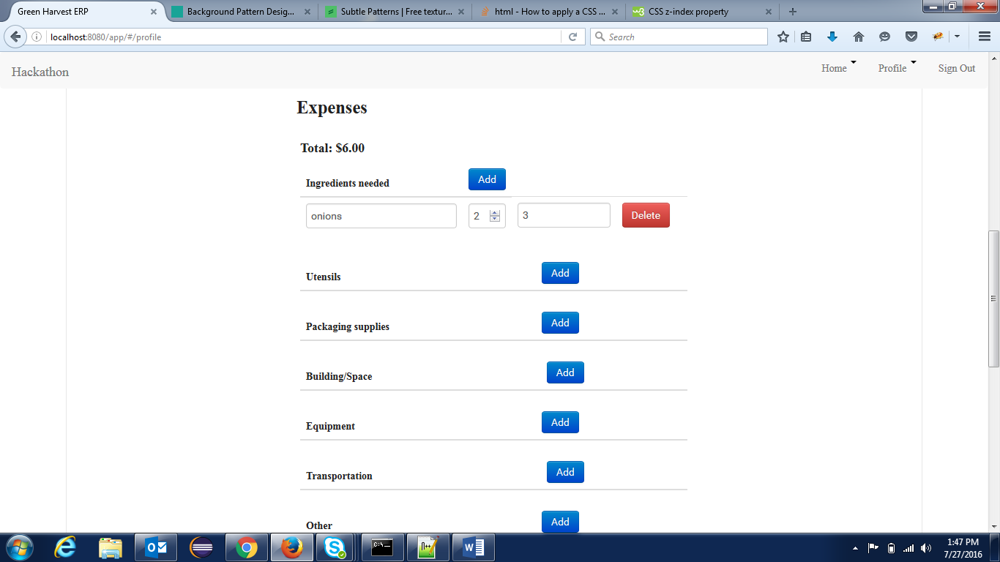 Green Harvest ERP
Background Pattern Desig...
Subtle Patterns | Free textur...
html - How to apply a CSS ...
w3 CSS z-index property
localhost:8080/app/#/profile
Search
Hackathon
Home
Profile
Sign Out
Expenses
Total: $6.00
Ingredients needed Add
onions 2 3 Delete
Utensils Add
Packaging supplies Add
Building/Space Add
Equipment Add
Transportation Add
Other Add
1:47 PM
7/27/2016